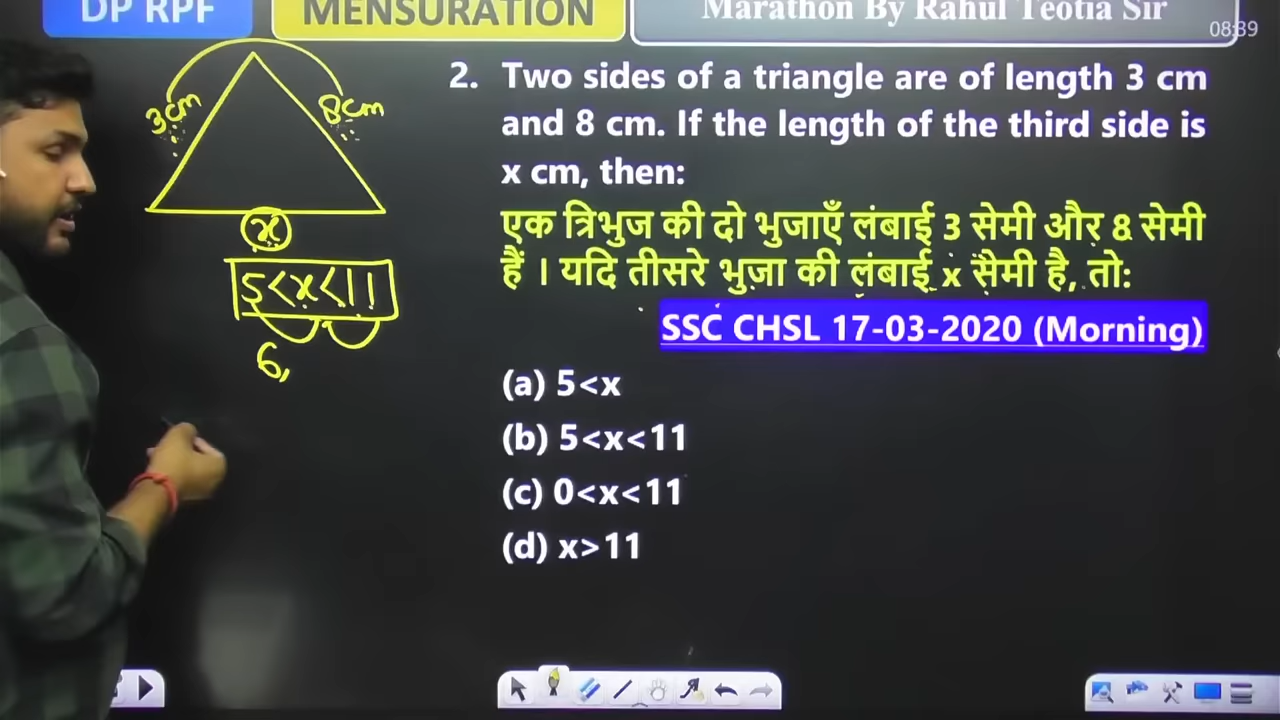 DP RPF
MENSURATION
Marathon By Rahul Teotia Sir
08:39
3cm
8cm
x
5<x<11
6,
2. Two sides of a triangle are of length 3 cm
and 8 cm. If the length of the third side is
x cm, then:
एक त्रिभुज की दो भुजाएँ लंबाई 3 सेमी और 8 सेमी
हैं । यदि तीसरे भुजा की लंबाई x सेमी है, तो:
SSC CHSL 17-03-2020 (Morning)
(a) 5<x
(b) 5<x<11
(c) 0<x<11
(d) x>11